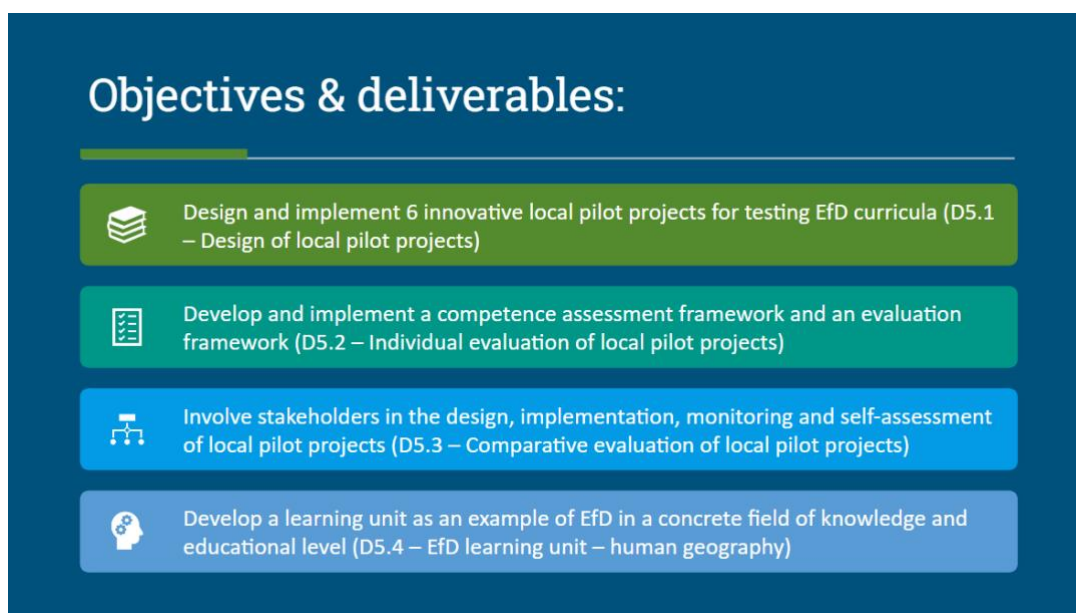 Objectives & deliverables:
Design and implement 6 innovative local pilot projects for testing EfD curricula (D5.1
– Design of local pilot projects)
Develop and implement a competence assessment framework and an evaluation
framework (D5.2 – Individual evaluation of local pilot projects)
Involve stakeholders in the design, implementation, monitoring and self-assessment
of local pilot projects (D5.3 – Comparative evaluation of local pilot projects)
Develop a learning unit as an example of EfD in a concrete field of knowledge and
educational level (D5.4 – EfD learning unit – human geography)